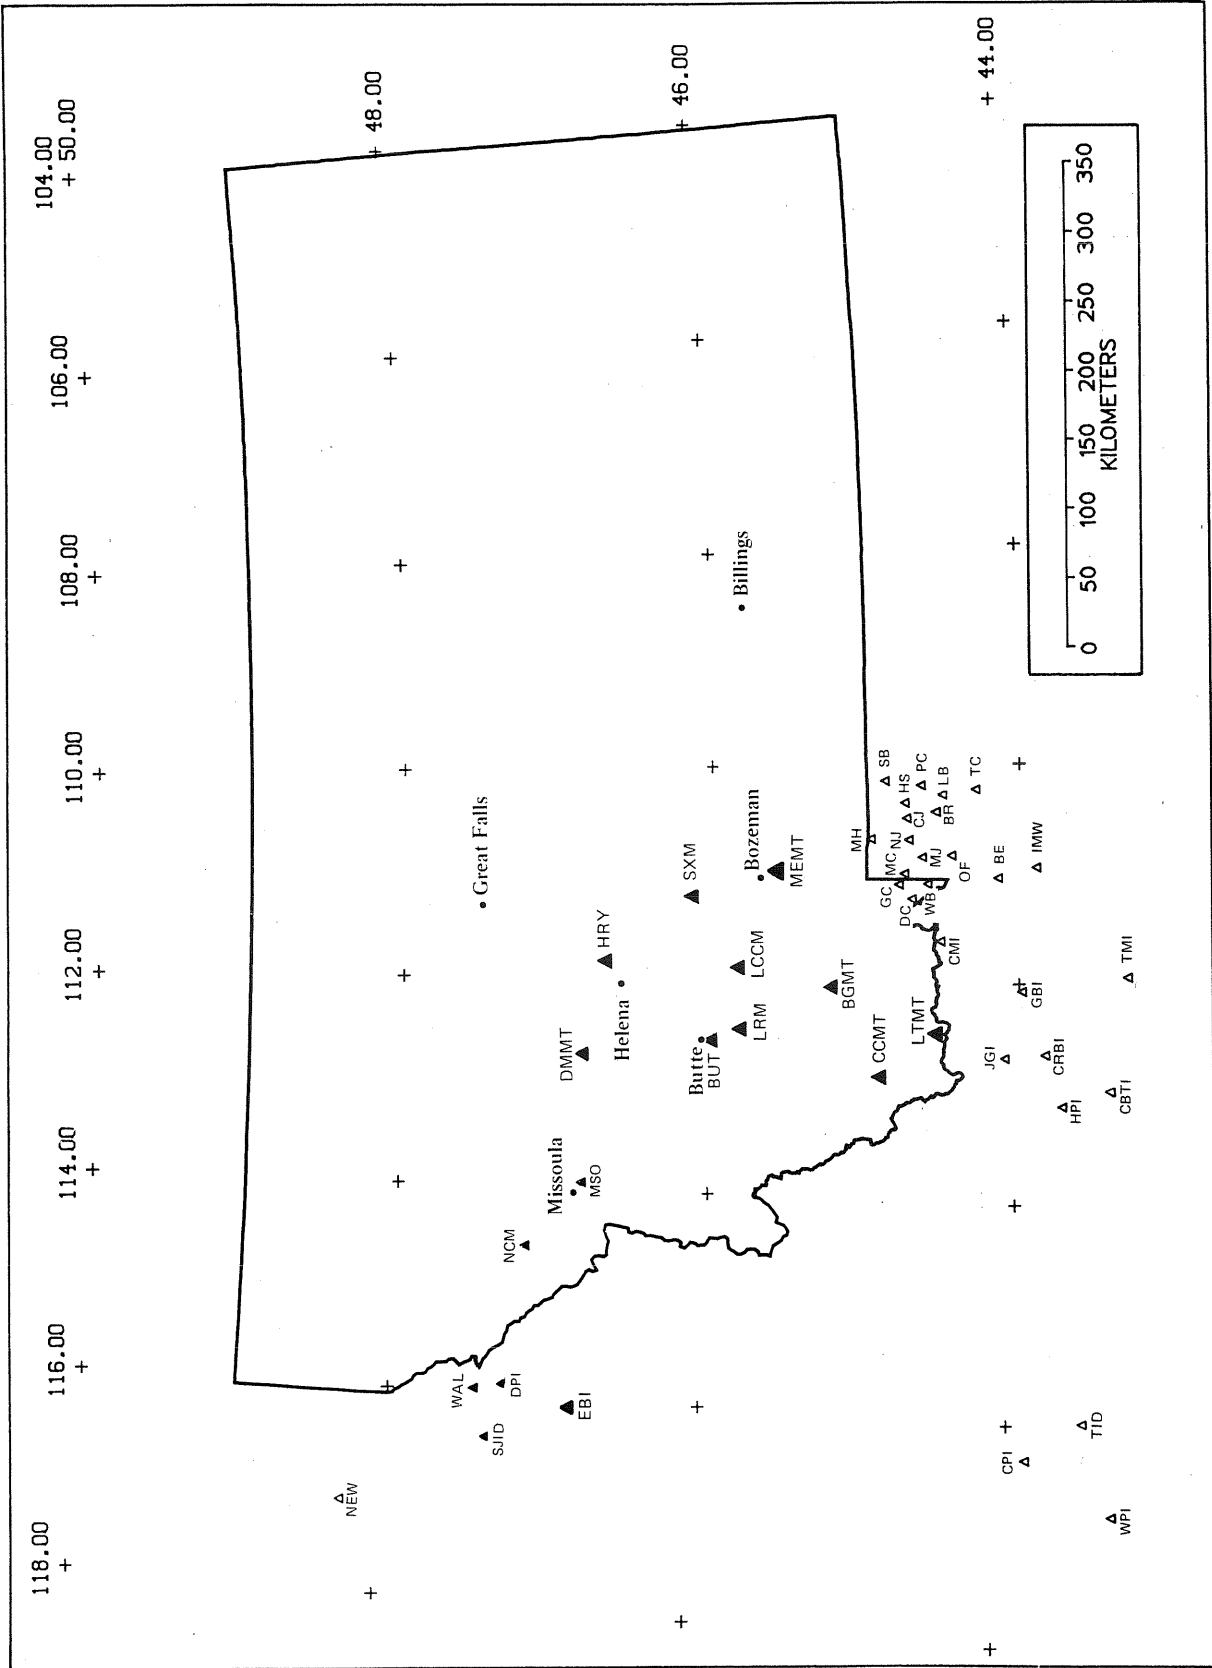 118.00
116.00
114.00
112.00
110.00
108.00
106.00
104.00
50.00
48.00
46.00
44.00
NEW
SJID
WAL
DPI
EBI
NCM
Missoula
MSO
DMMT
Helena
HRY
Great Falls
Butte
BUT
LRM
LCCM
SXM
Bozeman
MEMT
Billings
BGMT
CCMT
LTMT
MH
GC
MC
NJ
CJ
HS
SB
DC
WB
MJ
BR
LB
PC
CMI
OF
TC
BE
IMW
JGI
GBI
CRBI
HPI
CBTI
TMI
CPI
TID
WPI
0 50 100 150 200 250 300 350
KILOMETERS